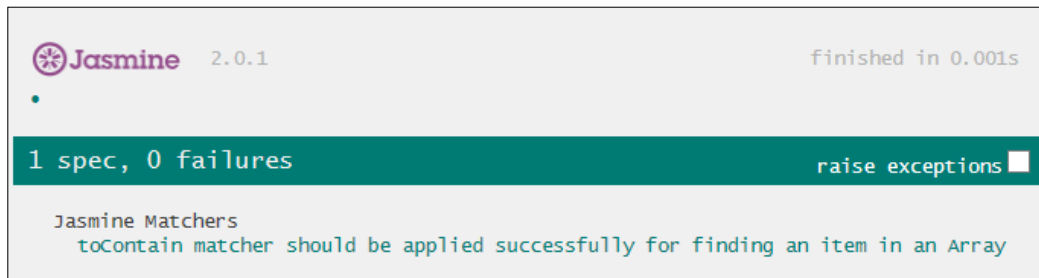 Jasmine 2.0.1 finished in 0.001s
•
1 spec, 0 failures raise exceptions
Jasmine Matchers
toContain matcher should be applied successfully for finding an item in an Array